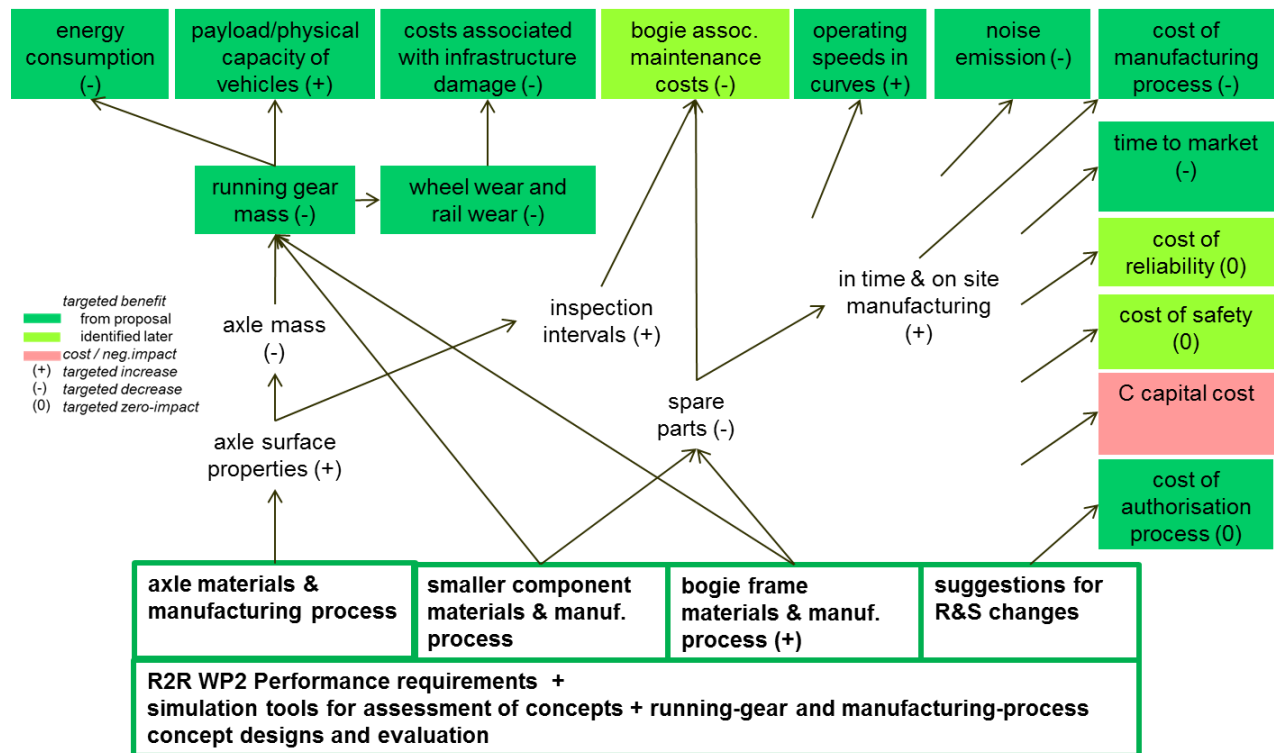 energy
consumption
(-)
payload/physical
capacity of
vehicles (+)
costs associated
with infrastructure
damage (-)
bogie assoc.
maintenance
costs (-)
operating
speeds in
curves (+)
noise
emission (-)
cost of
manufacturing
process (-)
time to market
(-)
running gear
mass (-)
wheel wear and
rail wear (-)
cost of
reliability (0)
in time & on site
manufacturing
(+)
inspection
intervals (+)
targeted benefit
from proposal
identified later
cost / neg.impact
(+) targeted increase
(-) targeted decrease
(0) targeted zero-impact
axle mass
(-)
cost of safety
(0)
C capital cost
spare
parts (-)
axle surface
properties (+)
cost of
authorisation
process (0)
axle materials &
manufacturing process
smaller component
materials & manuf.
process
bogie frame
materials & manuf.
process (+)
suggestions for
R&S changes
R2R WP2 Performance requirements +
simulation tools for assessment of concepts + running-gear and manufacturing-process
concept designs and evaluation